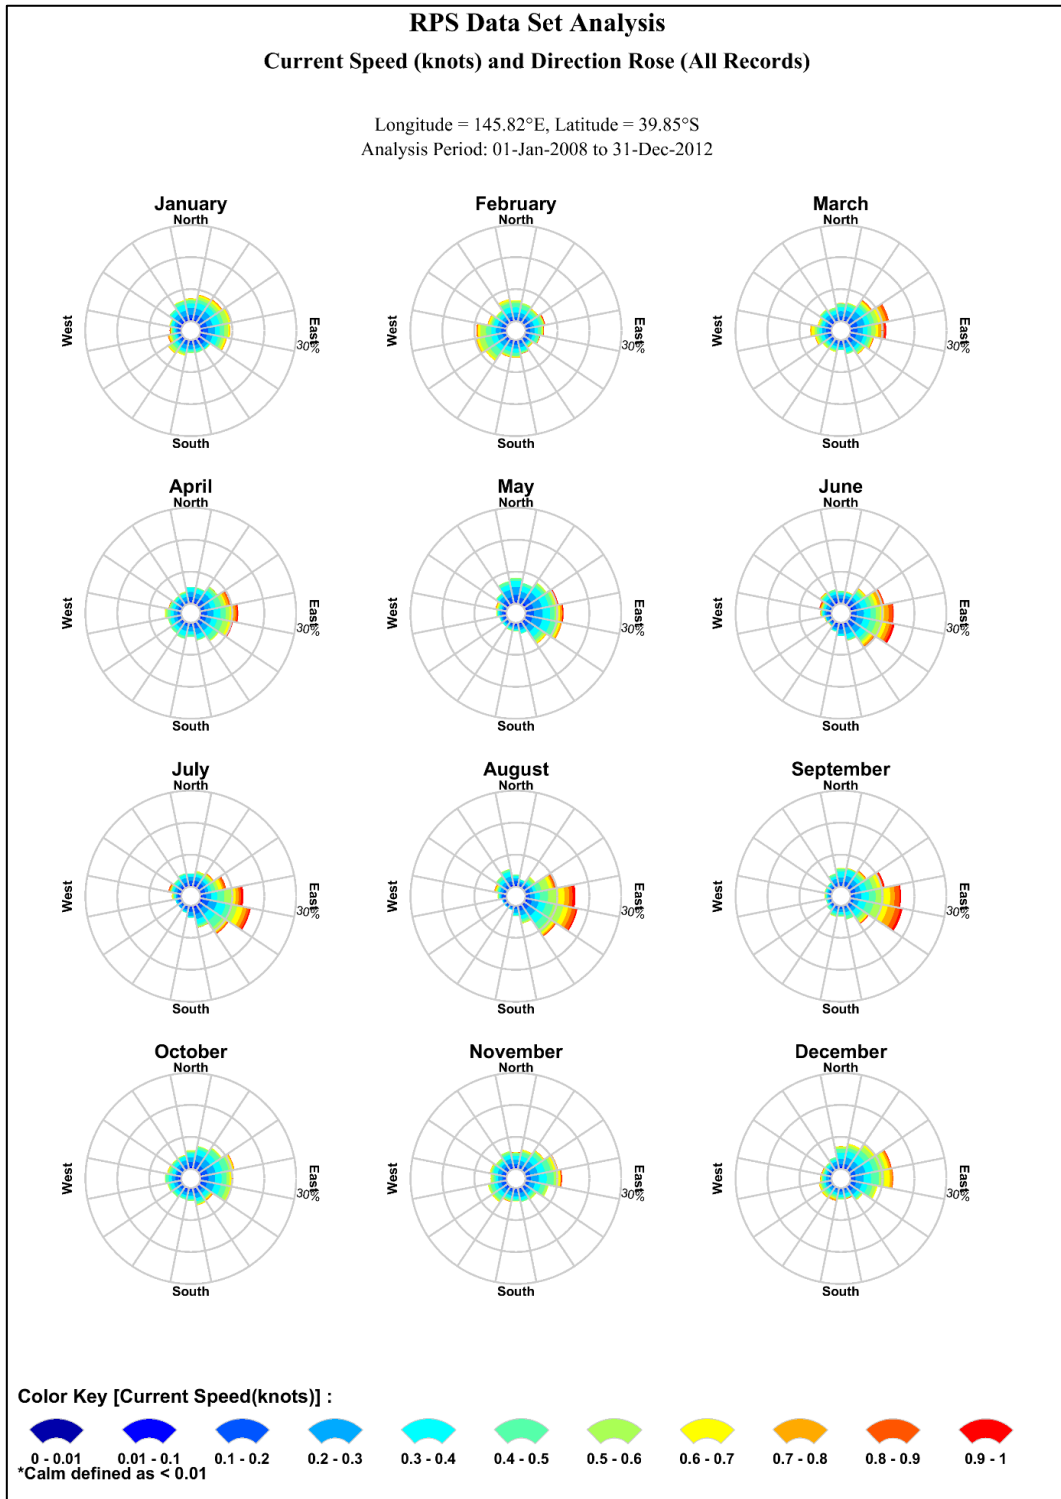 RPS Data Set Analysis
Current Speed (knots) and Direction Rose (All Records)
Longitude = 145.82°E, Latitude = 39.85°S
Analysis Period: 01-Jan-2008 to 31-Dec-2012
January
North
West
East
30%
South
February
North
West
East
30%
South
March
North
West
East
30%
South
April
North
West
East
30%
South
May
North
West
East
30%
South
June
North
West
East
30%
South
July
North
West
East
30%
South
August
North
West
East
30%
South
September
North
West
East
30%
South
October
North
West
East
30%
South
November
North
West
East
30%
South
December
North
West
East
30%
South
Color Key [Current Speed(knots)] :
0 - 0.01 0.01 - 0.1 0.1 - 0.2 0.2 - 0.3 0.3 - 0.4 0.4 - 0.5 0.5 - 0.6 0.6 - 0.7 0.7 - 0.8 0.8 - 0.9 0.9 - 1
*Calm defined as < 0.01